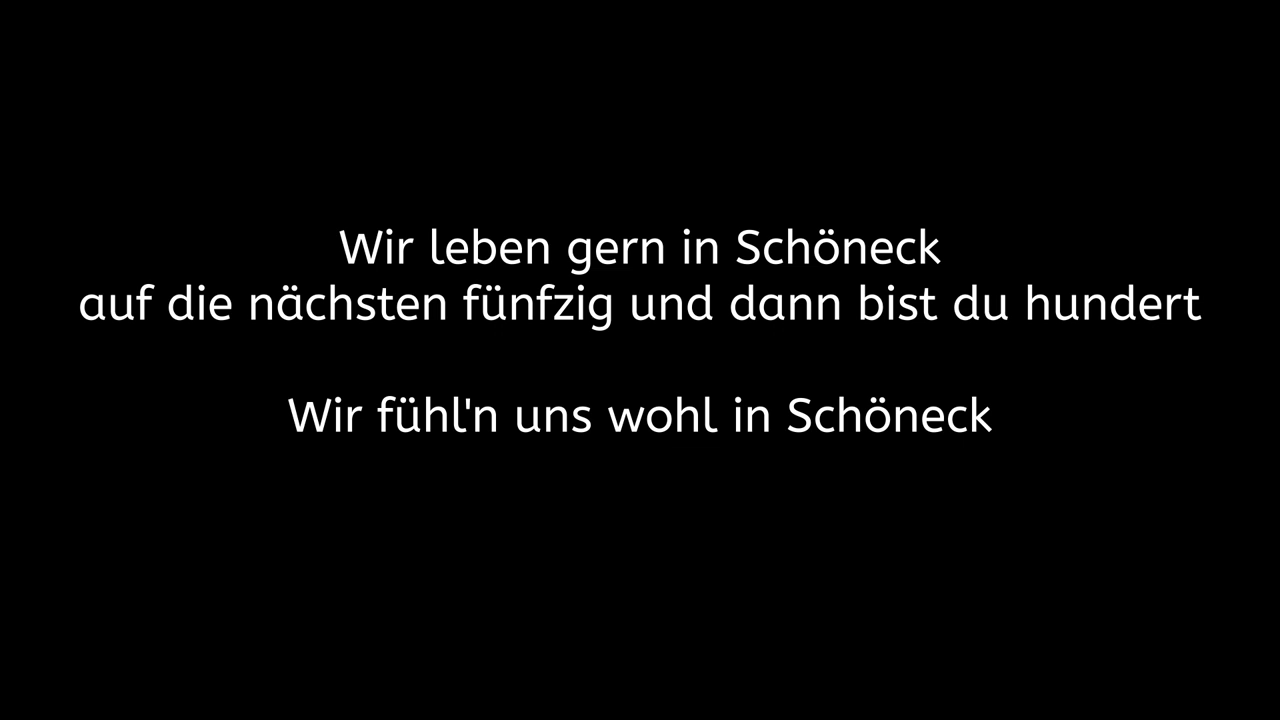 Wir leben gern in Schöneck
auf die nächsten fünfzig und dann bist du hundert
Wir fühl'n uns wohl in Schöneck